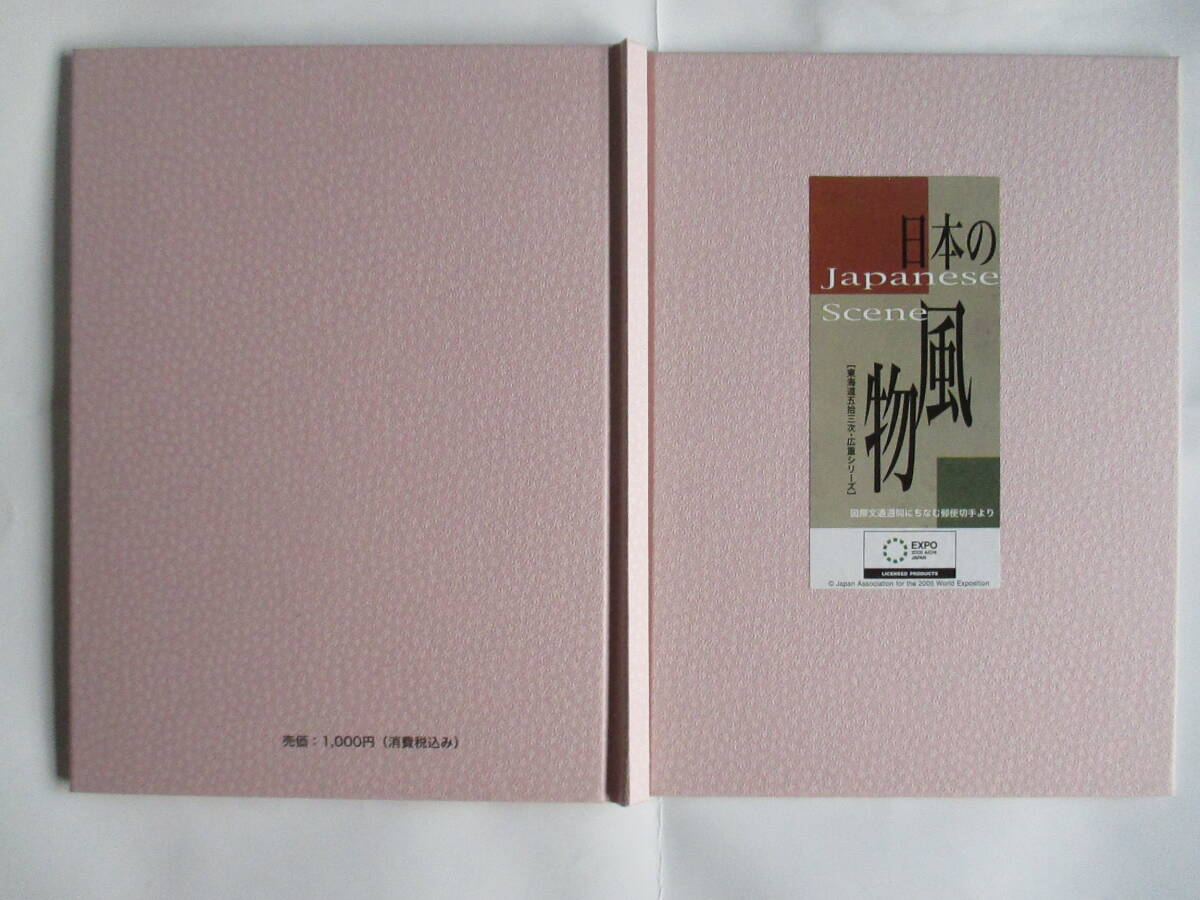 日本の
Japanese
Scene
風物
［東海道五拾三次・広重シリーズ］
国際文通週間にちなむ郵便切手より
EXPO
2005 AICHI
JAPAN
LICENSED PRODUCTS
© Japan Association for the 2005 World Exposition
売価：1,000円（消費税込み）